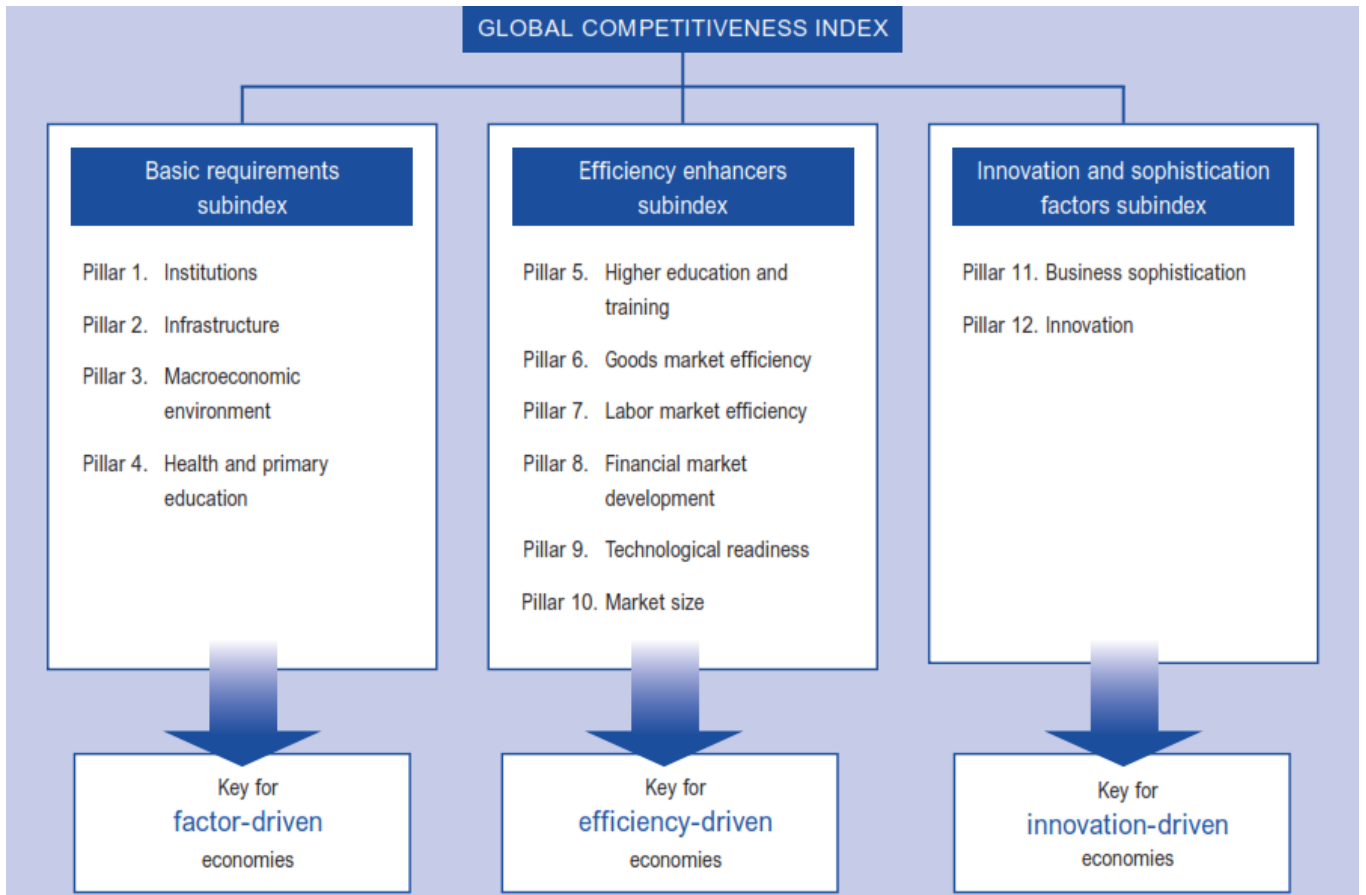 GLOBAL COMPETITIVENESS INDEX
Basic requirements
subindex
Pillar 1. Institutions
Pillar 2. Infrastructure
Pillar 3. Macroeconomic
environment
Pillar 4. Health and primary
education
Key for
factor-driven
economies
Efficiency enhancers
subindex
Pillar 5. Higher education and
training
Pillar 6. Goods market efficiency
Pillar 7. Labor market efficiency
Pillar 8. Financial market
development
Pillar 9. Technological readiness
Pillar 10. Market size
Key for
efficiency-driven
economies
Innovation and sophistication
factors subindex
Pillar 11. Business sophistication
Pillar 12. Innovation
Key for
innovation-driven
economies